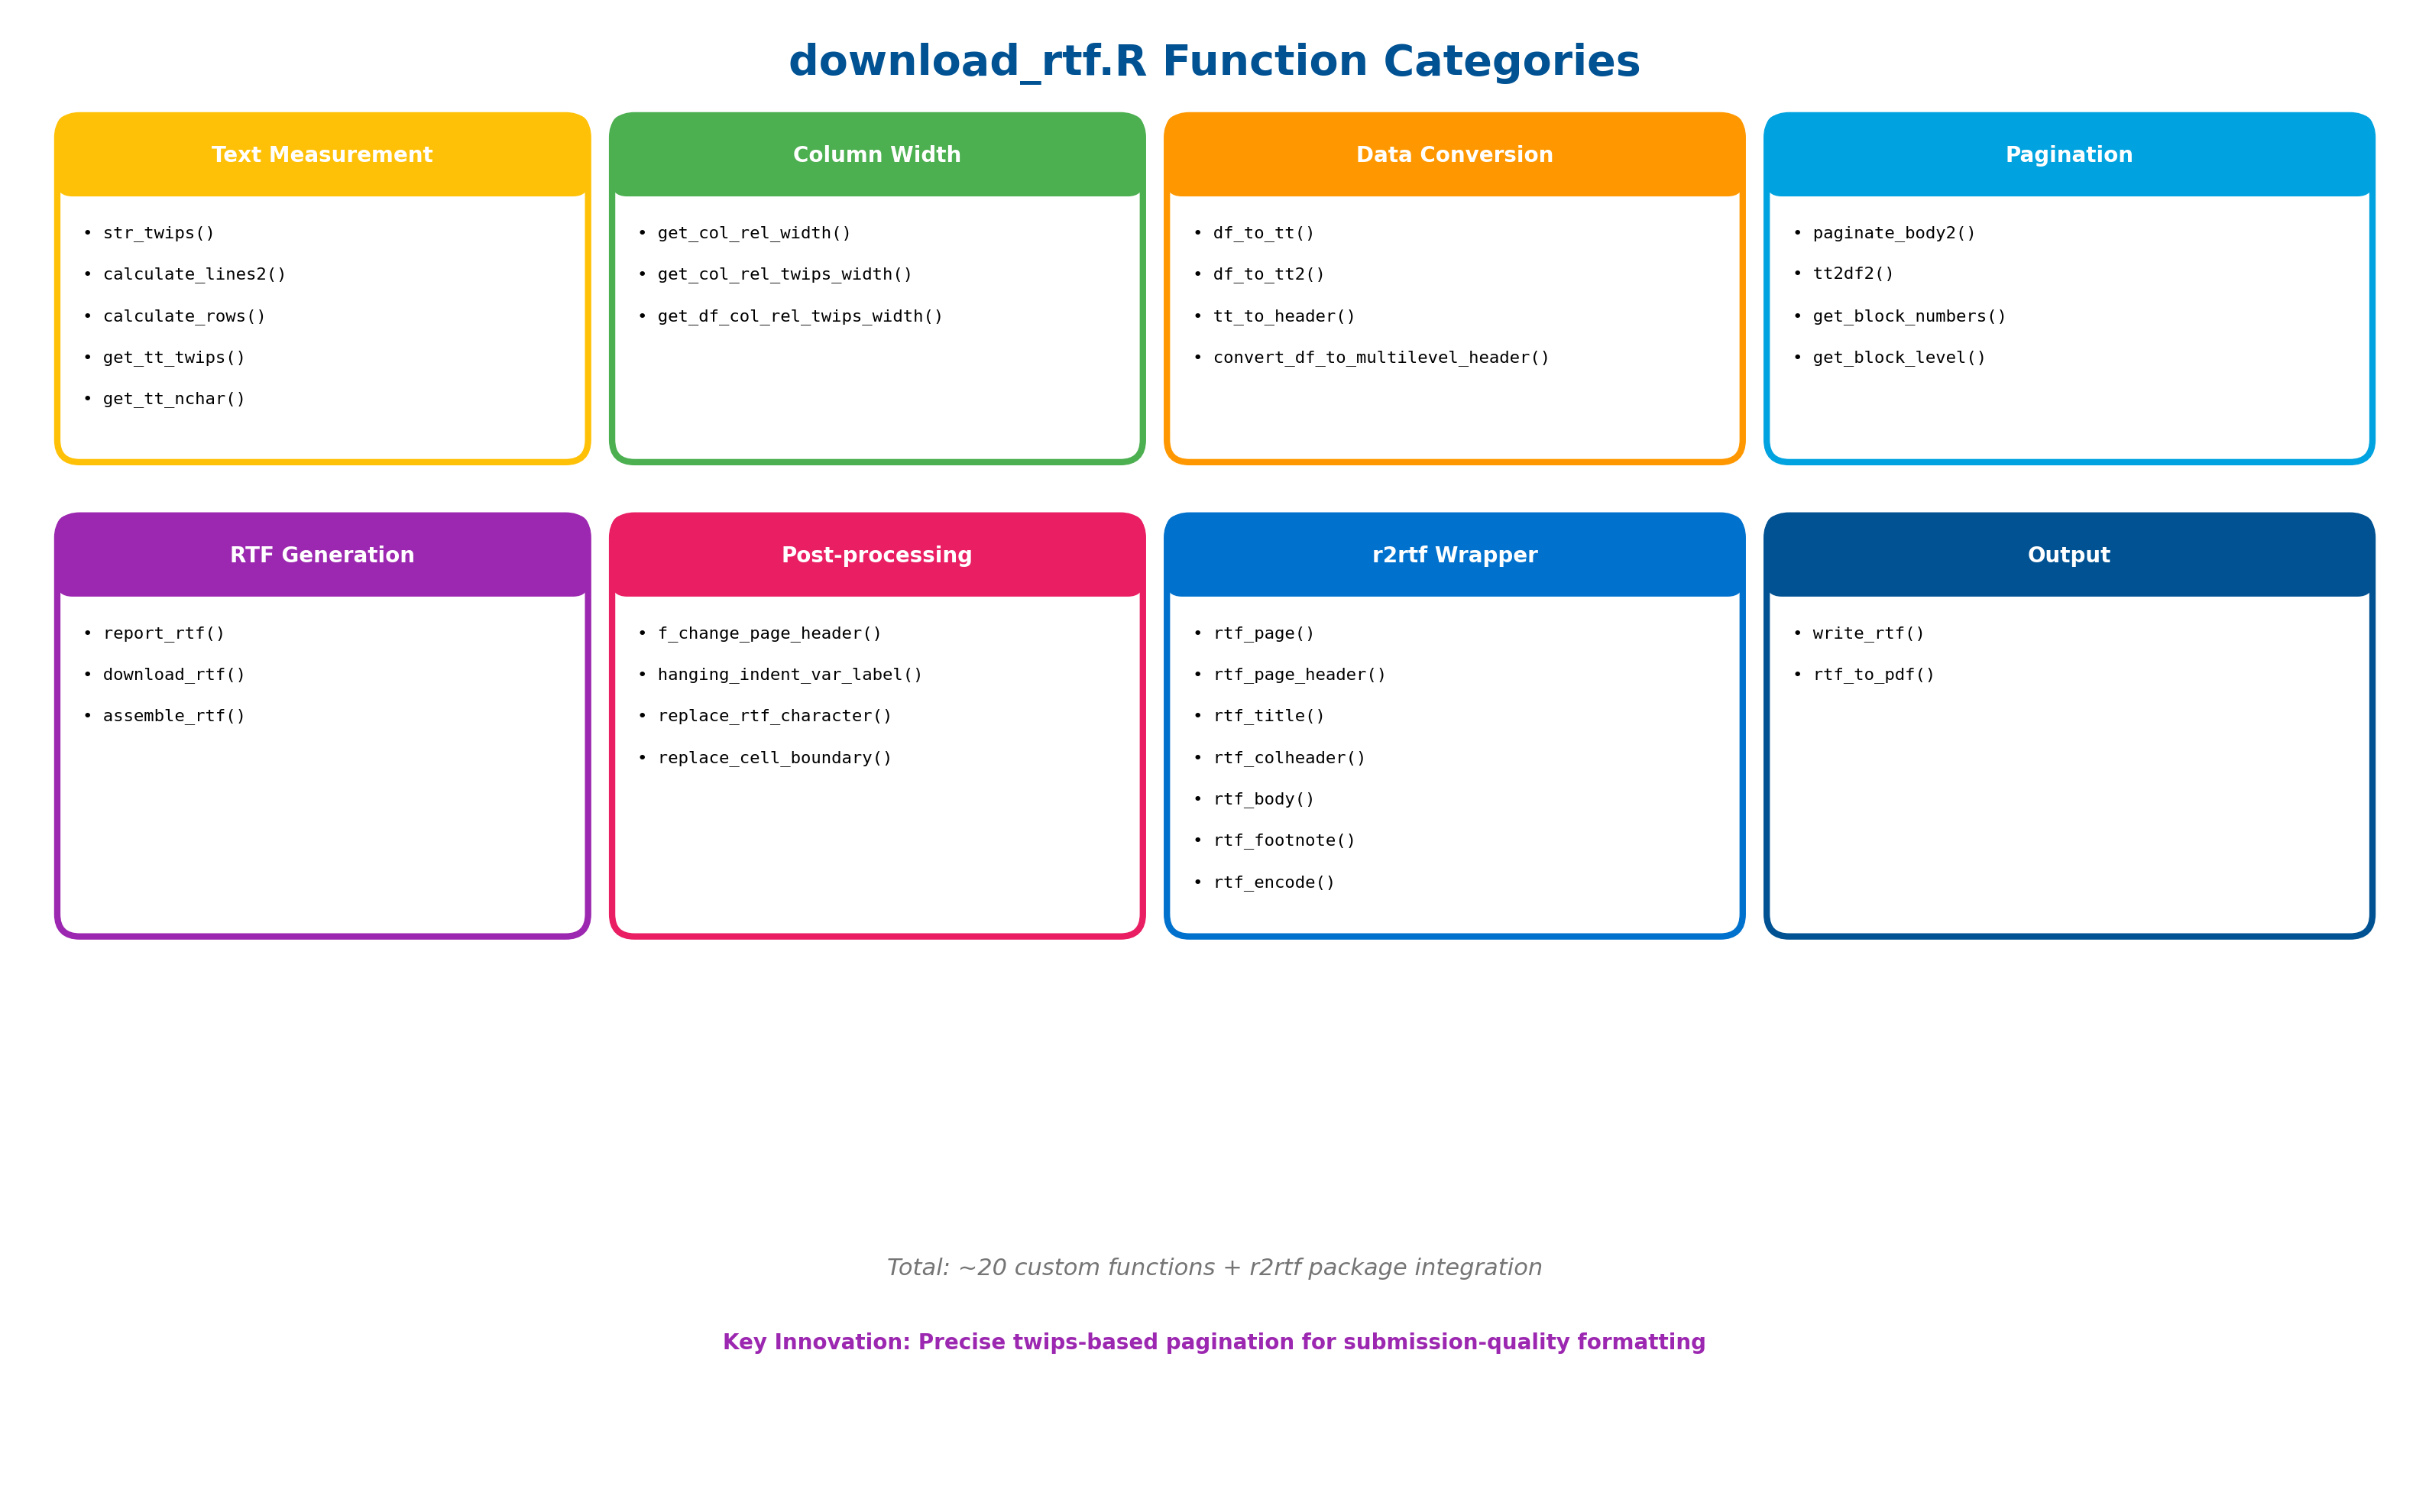 download_rtf.R Function Categories
Text Measurement
• str_twips()
• calculate_lines2()
• calculate_rows()
• get_tt_twips()
• get_tt_nchar()
Column Width
• get_col_rel_width()
• get_col_rel_twips_width()
• get_df_col_rel_twips_width()
Data Conversion
• df_to_tt()
• df_to_tt2()
• tt_to_header()
• convert_df_to_multilevel_header()
Pagination
• paginate_body2()
• tt2df2()
• get_block_numbers()
• get_block_level()
RTF Generation
• report_rtf()
• download_rtf()
• assemble_rtf()
Post-processing
• f_change_page_header()
• hanging_indent_var_label()
• replace_rtf_character()
• replace_cell_boundary()
r2rtf Wrapper
• rtf_page()
• rtf_page_header()
• rtf_title()
• rtf_colheader()
• rtf_body()
• rtf_footnote()
• rtf_encode()
Output
• write_rtf()
• rtf_to_pdf()
Total: ~20 custom functions + r2rtf package integration
Key Innovation: Precise twips-based pagination for submission-quality formatting